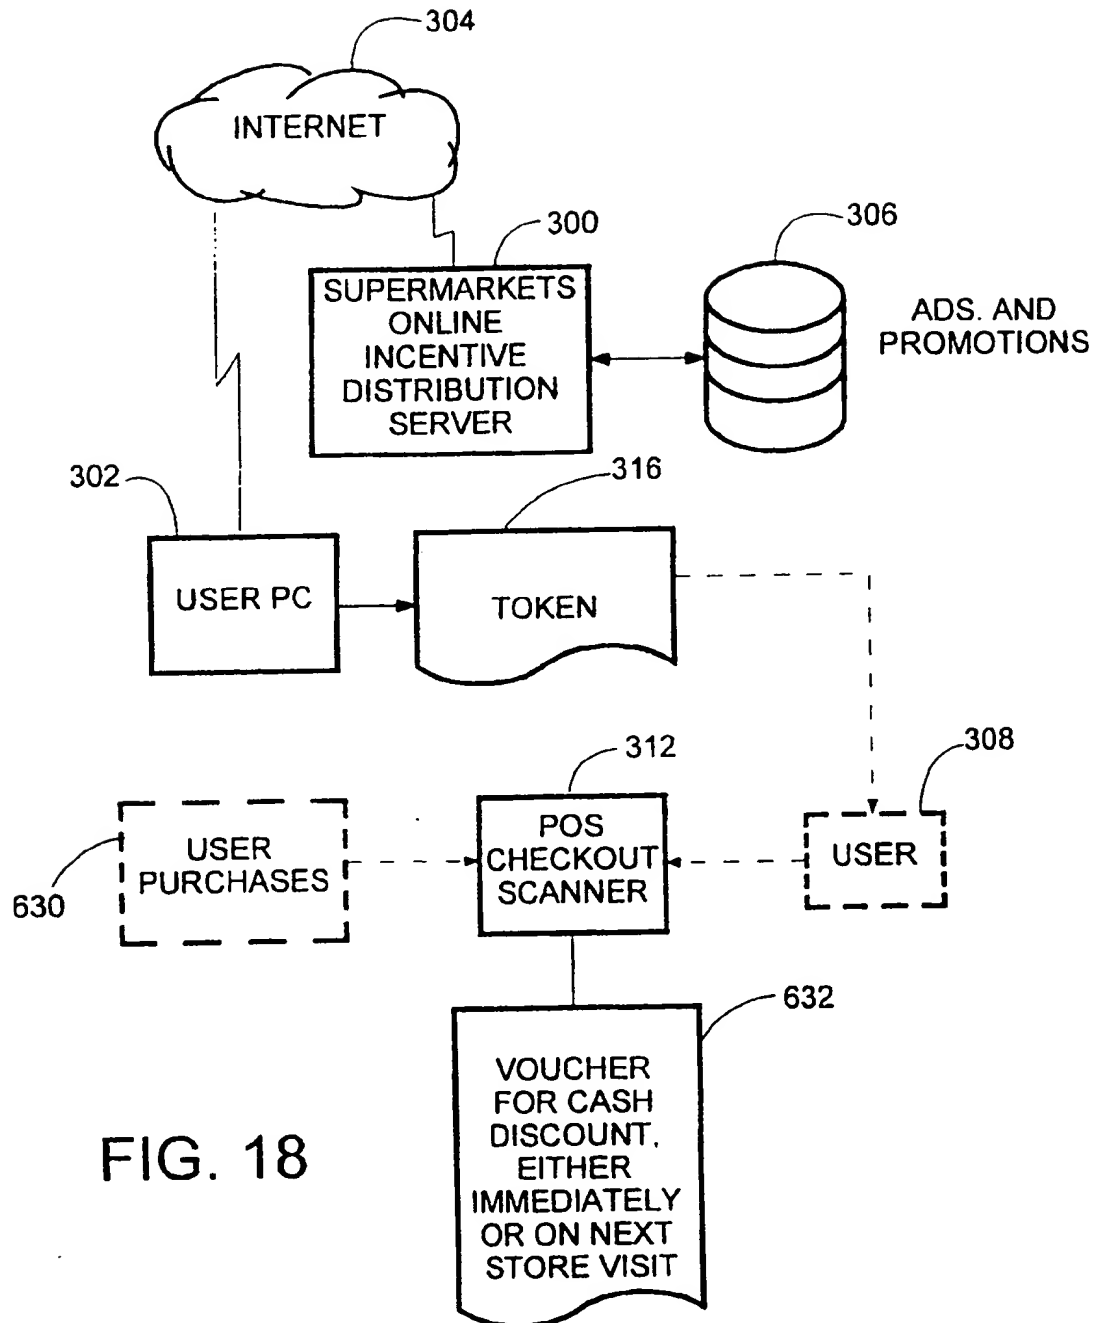 304
INTERNET
300
306
SUPERMARKETS
ONLINE
INCENTIVE
DISTRIBUTION
SERVER
ADS. AND
PROMOTIONS
302
316
USER PC
TOKEN
312
308
USER
PURCHASES
POS
CHECKOUT
SCANNER
USER
630
632
VOUCHER
FOR CASH
DISCOUNT,
EITHER
IMMEDIATELY
OR ON NEXT
STORE VISIT
FIG. 18